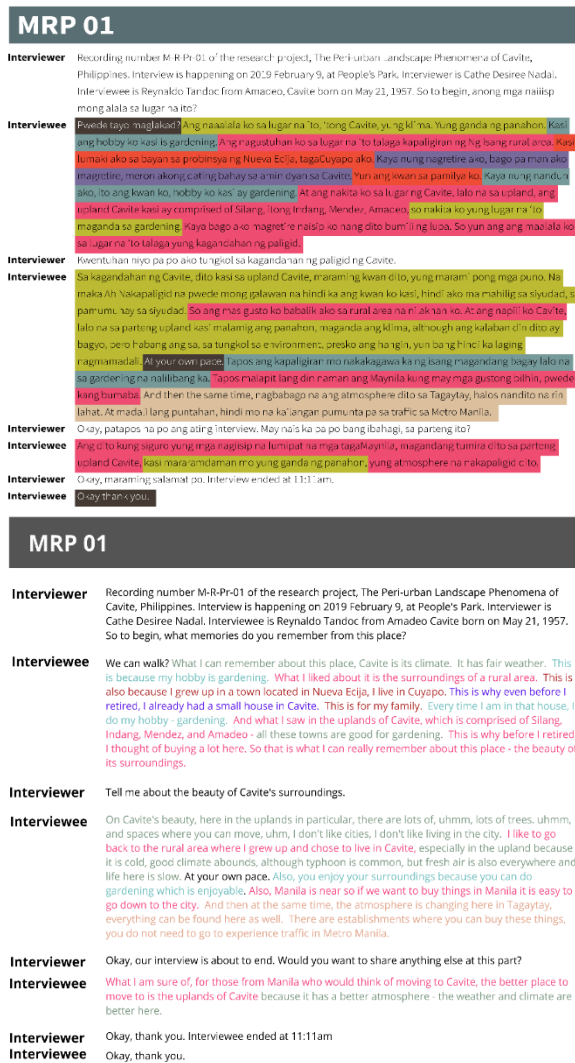 MRP 01
Interviewer Recording number M-R-Pr-01 of the research project, The Peri-urban Landscape Phenomena of Cavite,
Philippines. Interview is happening on 2019 February 9, at People's Park. Interviewer is Cathe Desiree Nadal.
Interviewee is Reynaldo Tandoc from Amadeo, Cavite born on May 21, 1957. So to begin, anong mga naiiisp
mong alala sa lugar na ito?
Interviewee Pwede tayo maglakad? Ang naaalala ko sa lugar na 'to, 'tong Cavite, yung klima. Yung ganda ng panahon. Kasi
ang hobby ko kasi is gardening. Ang nagustuhan ko sa lugar na 'to talaga kapaligiran ng Ng isang rural area. Kasi
lumaki ako sa bayan sa probinsya ng Nueva Ecija, tagaCuyapo ako. Kaya nung nagretire ako, bago pa man ako
magretire, meron akong dating bahay sa amin dyan sa Cavite. Yun ang kwan sa pamilya ko. Kaya nung nandun
ako, ito ang kwan ko, hobby ko kasi ay gardening. At ang nakita ko sa lugar ng Cavite, lalo na sa upland, ang
upland Cavite kasi ay comprised of Silang, itong Indang, Mendez, Amadeo, so nakita ko yung lugar na 'to
maganda sa gardening. Kaya bago ako magretire naisip ko nang dito bumili ng lupa. So yun ang ang maalala ko
sa lugar na 'to talaga yung kagandahan ng paligid.
Interviewer Kwentuhan niyo pa po ako tungkol sa kagandahan ng paligid ng Cavite.
Interviewee Sa kagandahan ng Cavite, dito kasi sa upland Cavite, maraming kwan dito, yung marami pong mga puno. Na
maka Ah Nakapaligid na pwede mong galawan na hindi ka ang kwan ko kasi, hindi ako ma mahilig sa siyudad, sa
pamumuhay sa siyudad. So ang mas gusto ko babalik ako sa rural area na nilakhan ko. At ang napili ko Cavite,
lalo na sa parteng upland kasi malamig ang panahon, maganda ang klima, although ang kalaban din dito ay
bagyo, pero habang ang sa, sa tungkol sa environment, presko ang hangin, yun bang hindi ka laging
nagmamadali. At your own pace. Tapos ang kapaligiran mo nakakagawa ka ng isang magandang bagay lalo na
sa gardening na nalilibang ka. Tapos malapit lang din naman ang Maynila kung may mga gustong bilhin, pwede
kang bumaba. And then the same time, nagbabago na ang atmosphere dito sa Tagaytay, halos nandito na rin
lahat. At madali lang puntahan, hindi mo na kailangan pumunta pa sa traffic sa Metro Manila.
Interviewer Okay, patapos na po ang ating interview. May nais ka pa po bang ibahagi, sa parteng ito?
Interviewee Ang dito kung siguro yung mga nagiisip na lumipat na mga tagaMaynila, magandang tumira dito sa parteng
upland Cavite, kasi mararamdaman mo yung ganda ng panahon, yung atmosphere na nakapaligid dito.
Interviewer Okay, maraming salamat po. Interview ended at 11:11am.
Interviewee Okay thank you.
MRP 01
Interviewer Recording number M-R-Pr-01 of the research project, The Peri-urban Landscape Phenomena of
Cavite, Philippines. Interview is happening on 2019 February 9, at People's Park. Interviewer is
Cathe Desiree Nadal. Interviewee is Reynaldo Tandoc from Amadeo Cavite born on May 21, 1957.
So to begin, what memories do you remember from this place?
Interviewee We can walk? What I can remember about this place, Cavite is its climate. It has fair weather. This
is because my hobby is gardening. What I liked about it is the surroundings of a rural area. This is
also because I grew up in a town located in Nueva Ecija, I live in Cuyapo. This is why even before I
retired, I already had a small house in Cavite. This is for my family. Every time I am in that house, I
do my hobby - gardening. And what I saw in the uplands of Cavite, which is comprised of Silang,
Indang, Mendez, and Amadeo - all these towns are good for gardening. This is why before I retired
I thought of buying a lot here. So that is what I can really remember about this place - the beauty of
its surroundings.
Interviewer Tell me about the beauty of Cavite's surroundings.
Interviewee On Cavite's beauty, here in the uplands in particular, there are lots of, uhmm, lots of trees. uhmm,
and spaces where you can move, uhm, I don't like cities, I don't like living in the city. I like to go
back to the rural area where I grew up and chose to live in Cavite, especially in the upland because
it is cold, good climate abounds, although typhoon is common, but fresh air is also everywhere and
life here is slow. At your own pace. Also, you enjoy your surroundings because you can do
gardening which is enjoyable. Also, Manila is near so if we want to buy things in Manila it is easy to
go down to the city. And then at the same time, the atmosphere is changing here in Tagaytay,
everything can be found here as well. There are establishments where you can buy these things,
you do not need to go to experience traffic in Metro Manila.
Interviewer Okay, our interview is about to end. Would you want to share anything else at this part?
Interviewee What I am sure of, for those from Manila who would think of moving to Cavite, the better place to
move to is the uplands of Cavite because it has a better atmosphere - the weather and climate are
better here.
Interviewer Okay, thank you. Interviewee ended at 11:11am
Interviewee Okay, thank you.